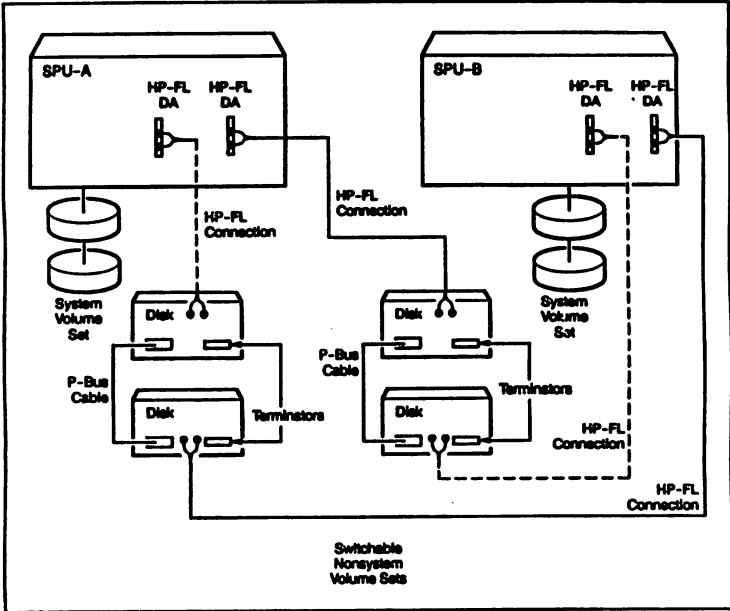 SPU-A
HP-FL
DA
HP-FL
DA
SPU-B
HP-FL
DA
HP-FL
DA
HP-FL
Connection
HP-FL
Connection
System
Volume
Set
System
Volume
Set
Disk
Disk
P-Bus
Cable
Terminators
Disk
P-Bus
Cable
Terminators
Disk
HP-FL
Connection
HP-FL
Connection
Switchable
Nonsystem
Volume Sets